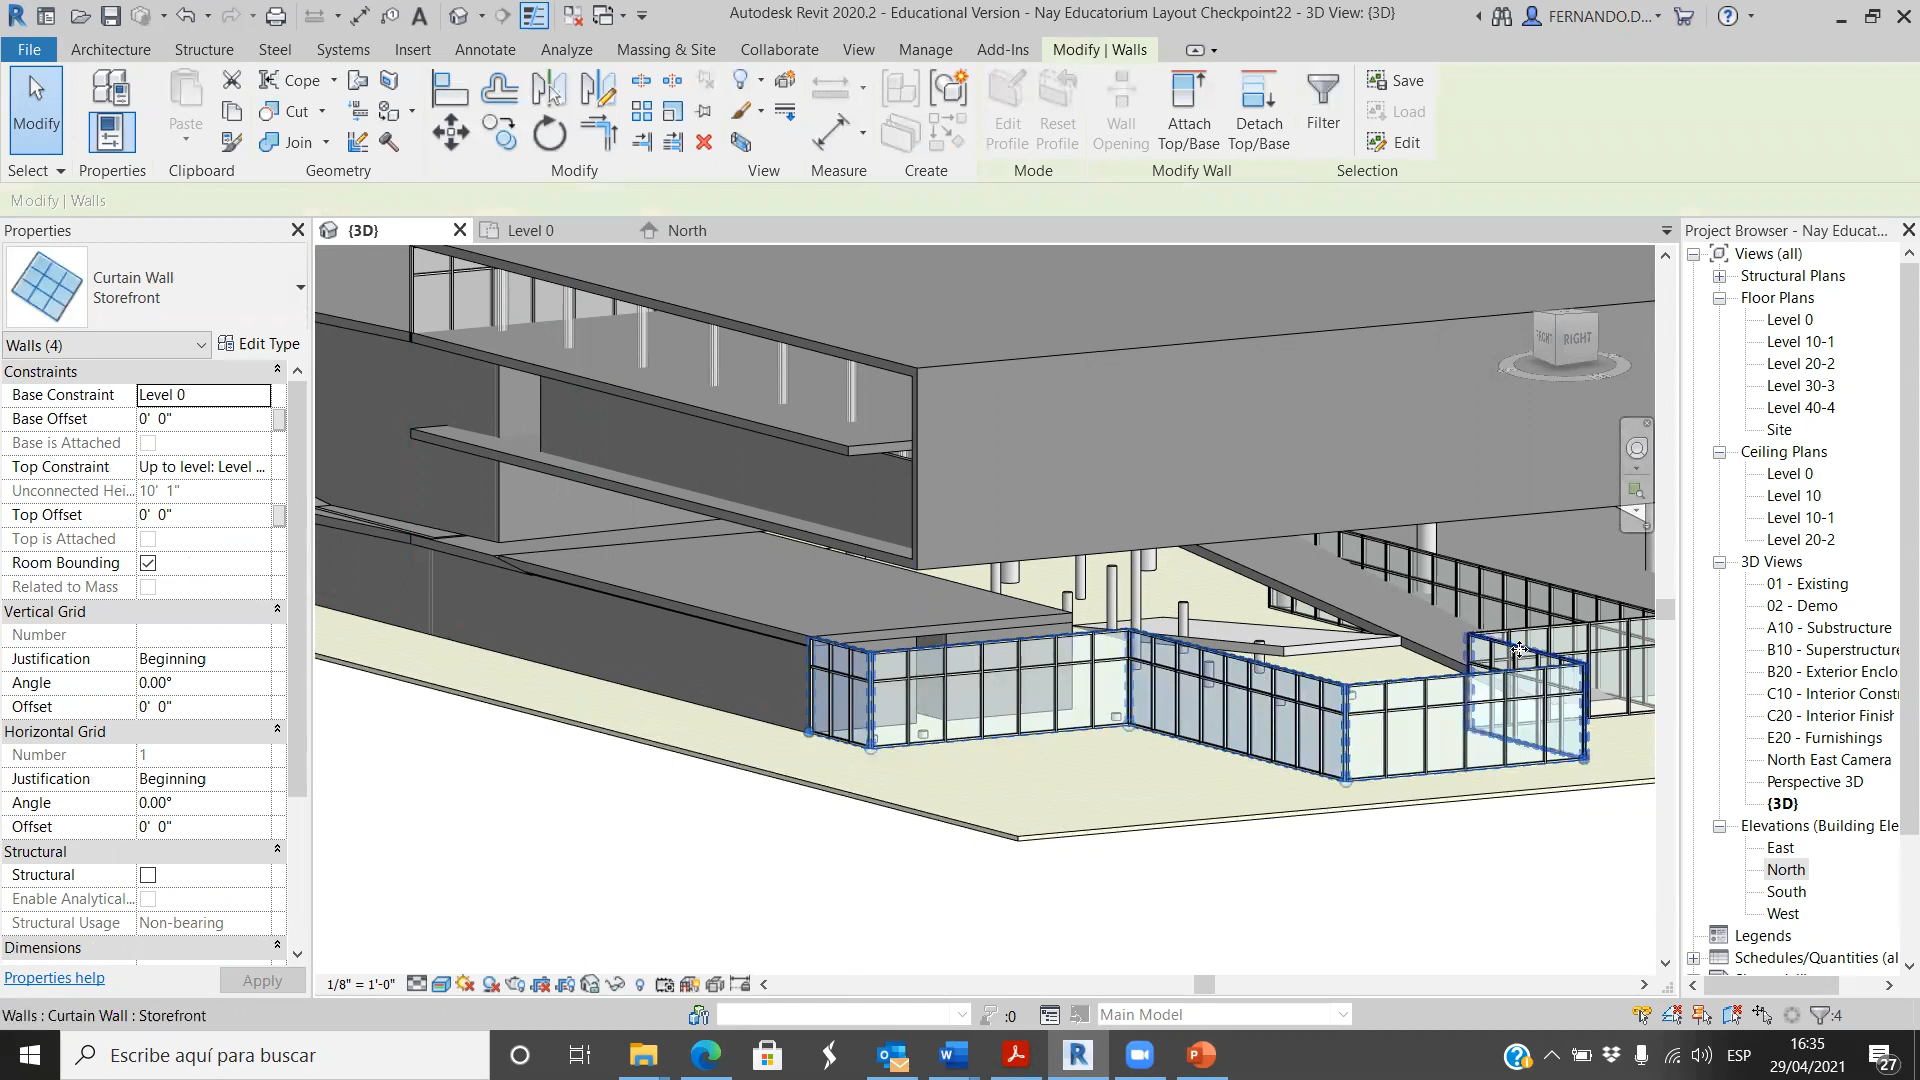 Autodesk Revit 2020.2 - Educational Version - Nay Educatorium Layout Checkpoint22 - 3D View: {3D}
FERNANDO.D...
File Architecture Structure Steel Systems Insert Annotate Analyze Massing & Site Collaborate View Manage Add-Ins Modify | Walls
Modify
Paste
Cope
Cut
Join
Edit Profile
Reset Profile
Wall Opening
Attach Top/Base
Detach Top/Base
Filter
Save
Load
Edit
Select Properties Clipboard Geometry Modify View Measure Create Mode Modify Wall Selection
Modify | Walls
Properties
{3D}
Level 0
North
Project Browser - Nay Educat...
Curtain Wall
Storefront
Walls (4)
Edit Type
Constraints
Base Constraint Level 0
Base Offset 0' 0"
Base is Attached
Top Constraint Up to level: Level ...
Unconnected Hei... 10' 1"
Top Offset 0' 0"
Top is Attached
Room Bounding
Related to Mass
Vertical Grid
Number
Justification Beginning
Angle 0.00°
Offset 0' 0"
Horizontal Grid
Number 1
Justification Beginning
Angle 0.00°
Offset 0' 0"
Structural
Structural
Enable Analytical...
Structural Usage Non-bearing
Dimensions
Properties help
Apply
RIGHT
Views (all)
Structural Plans
Floor Plans
Level 0
Level 10-1
Level 20-2
Level 30-3
Level 40-4
Site
Ceiling Plans
Level 0
Level 10
Level 10-1
Level 20-2
3D Views
01 - Existing
02 - Demo
A10 - Substructure
B10 - Superstructure
B20 - Exterior Enclo
C10 - Interior Const
C20 - Interior Finish
E20 - Furnishings
North East Camera
Perspective 3D
{3D}
Elevations (Building Ele
East
North
South
West
Legends
Schedules/Quantities (al
1/8" = 1'-0"
Walls : Curtain Wall : Storefront
:0
Main Model
:4
Escribe aquí para buscar
ESP
16:35
29/04/2021
27